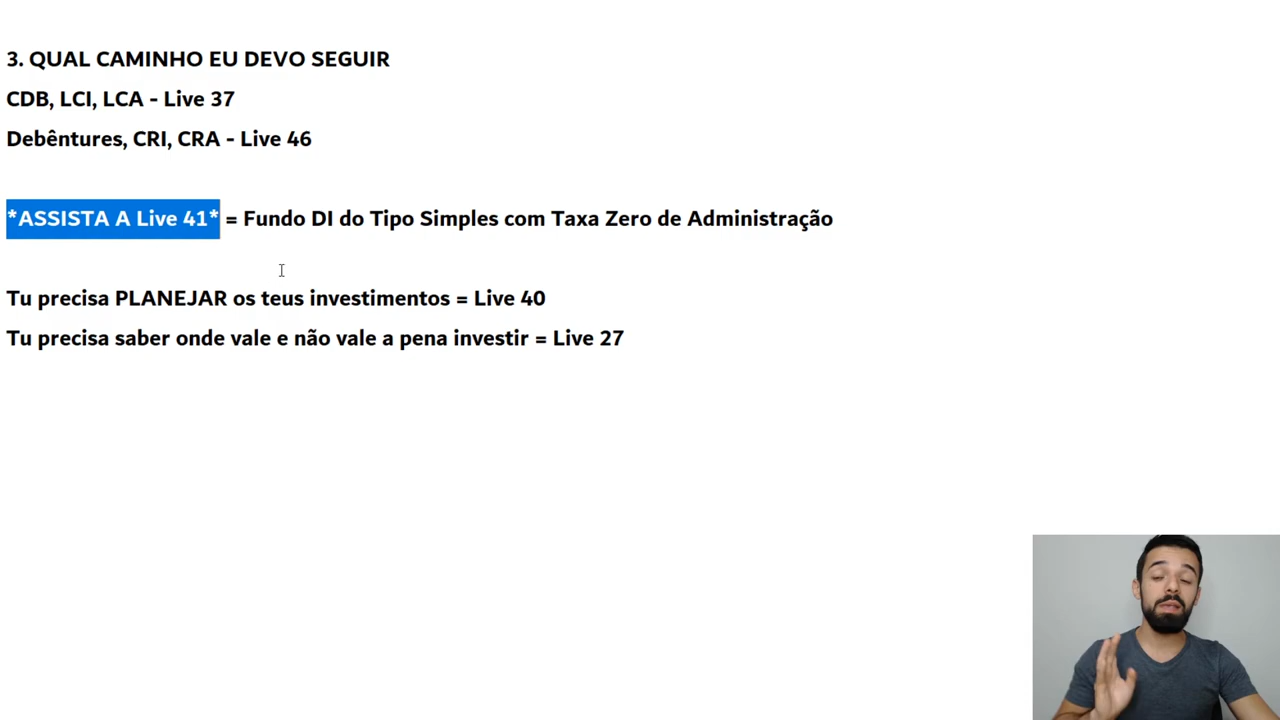 3. QUAL CAMINHO EU DEVO SEGUIR
CDB, LCI, LCA - Live 37
Debêntures, CRI, CRA - Live 46
*ASSISTA A Live 41* = Fundo DI do Tipo Simples com Taxa Zero de Administração
Tu precisa PLANEJAR os teus investimentos = Live 40
Tu precisa saber onde vale e não vale a pena investir = Live 27